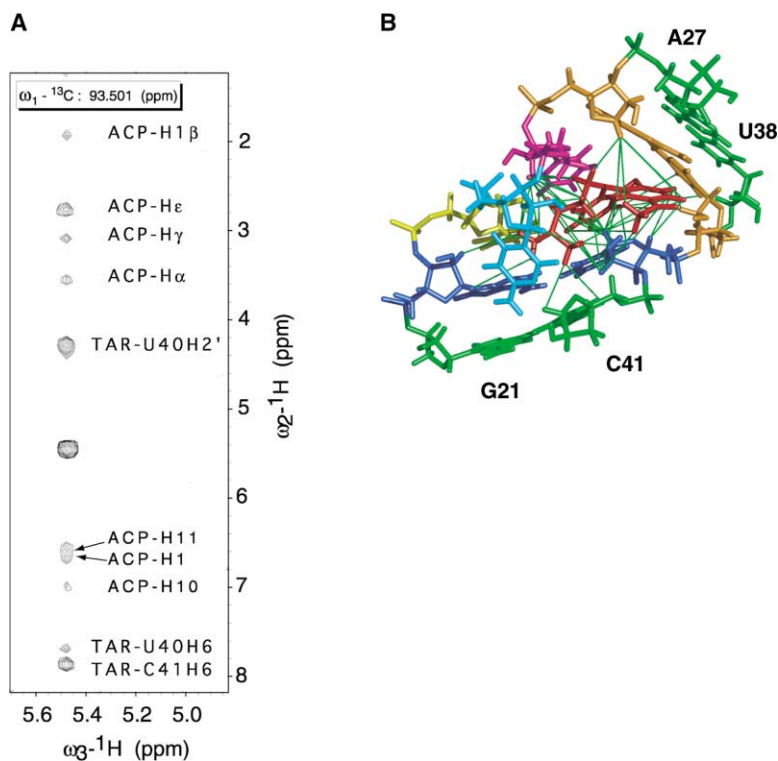 A
B
ω1 - 13C : 93.501 (ppm)
ACP-H1β
ACP-Hε
ACP-Hγ
ACP-Hα
TAR-U40H2'
ACP-H11
ACP-H1
ACP-H10
TAR-U40H6
TAR-C41H6
2
3
4
5
6
7
8
ω2-1H (ppm)
5.6 5.4 5.2 5.0
ω3-1H (ppm)
A27
U38
C41
G21